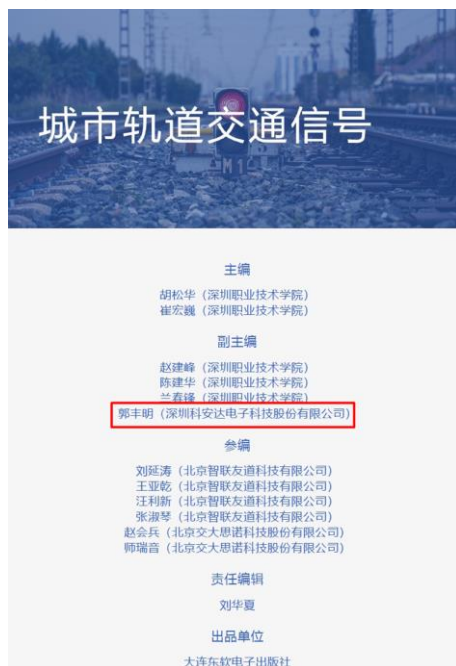 城市轨道交通信号
M1
主编
胡松华（深圳职业技术学院）
崔宏巍（深圳职业技术学院）
副主编
赵建峰（深圳职业技术学院）
陈建华（深圳职业技术学院）
兰春锋（深圳职业技术学院）
郭丰明（深圳科安达电子科技股份有限公司）
参编
刘延涛（北京智联友道科技有限公司）
王亚乾（北京智联友道科技有限公司）
汪利新（北京智联友道科技有限公司）
张淑琴（北京智联友道科技有限公司）
赵会兵（北京交大思诺科技股份有限公司）
师瑞音（北京交大思诺科技股份有限公司）
责任编辑
刘华夏
出品单位
大连东软电子出版社